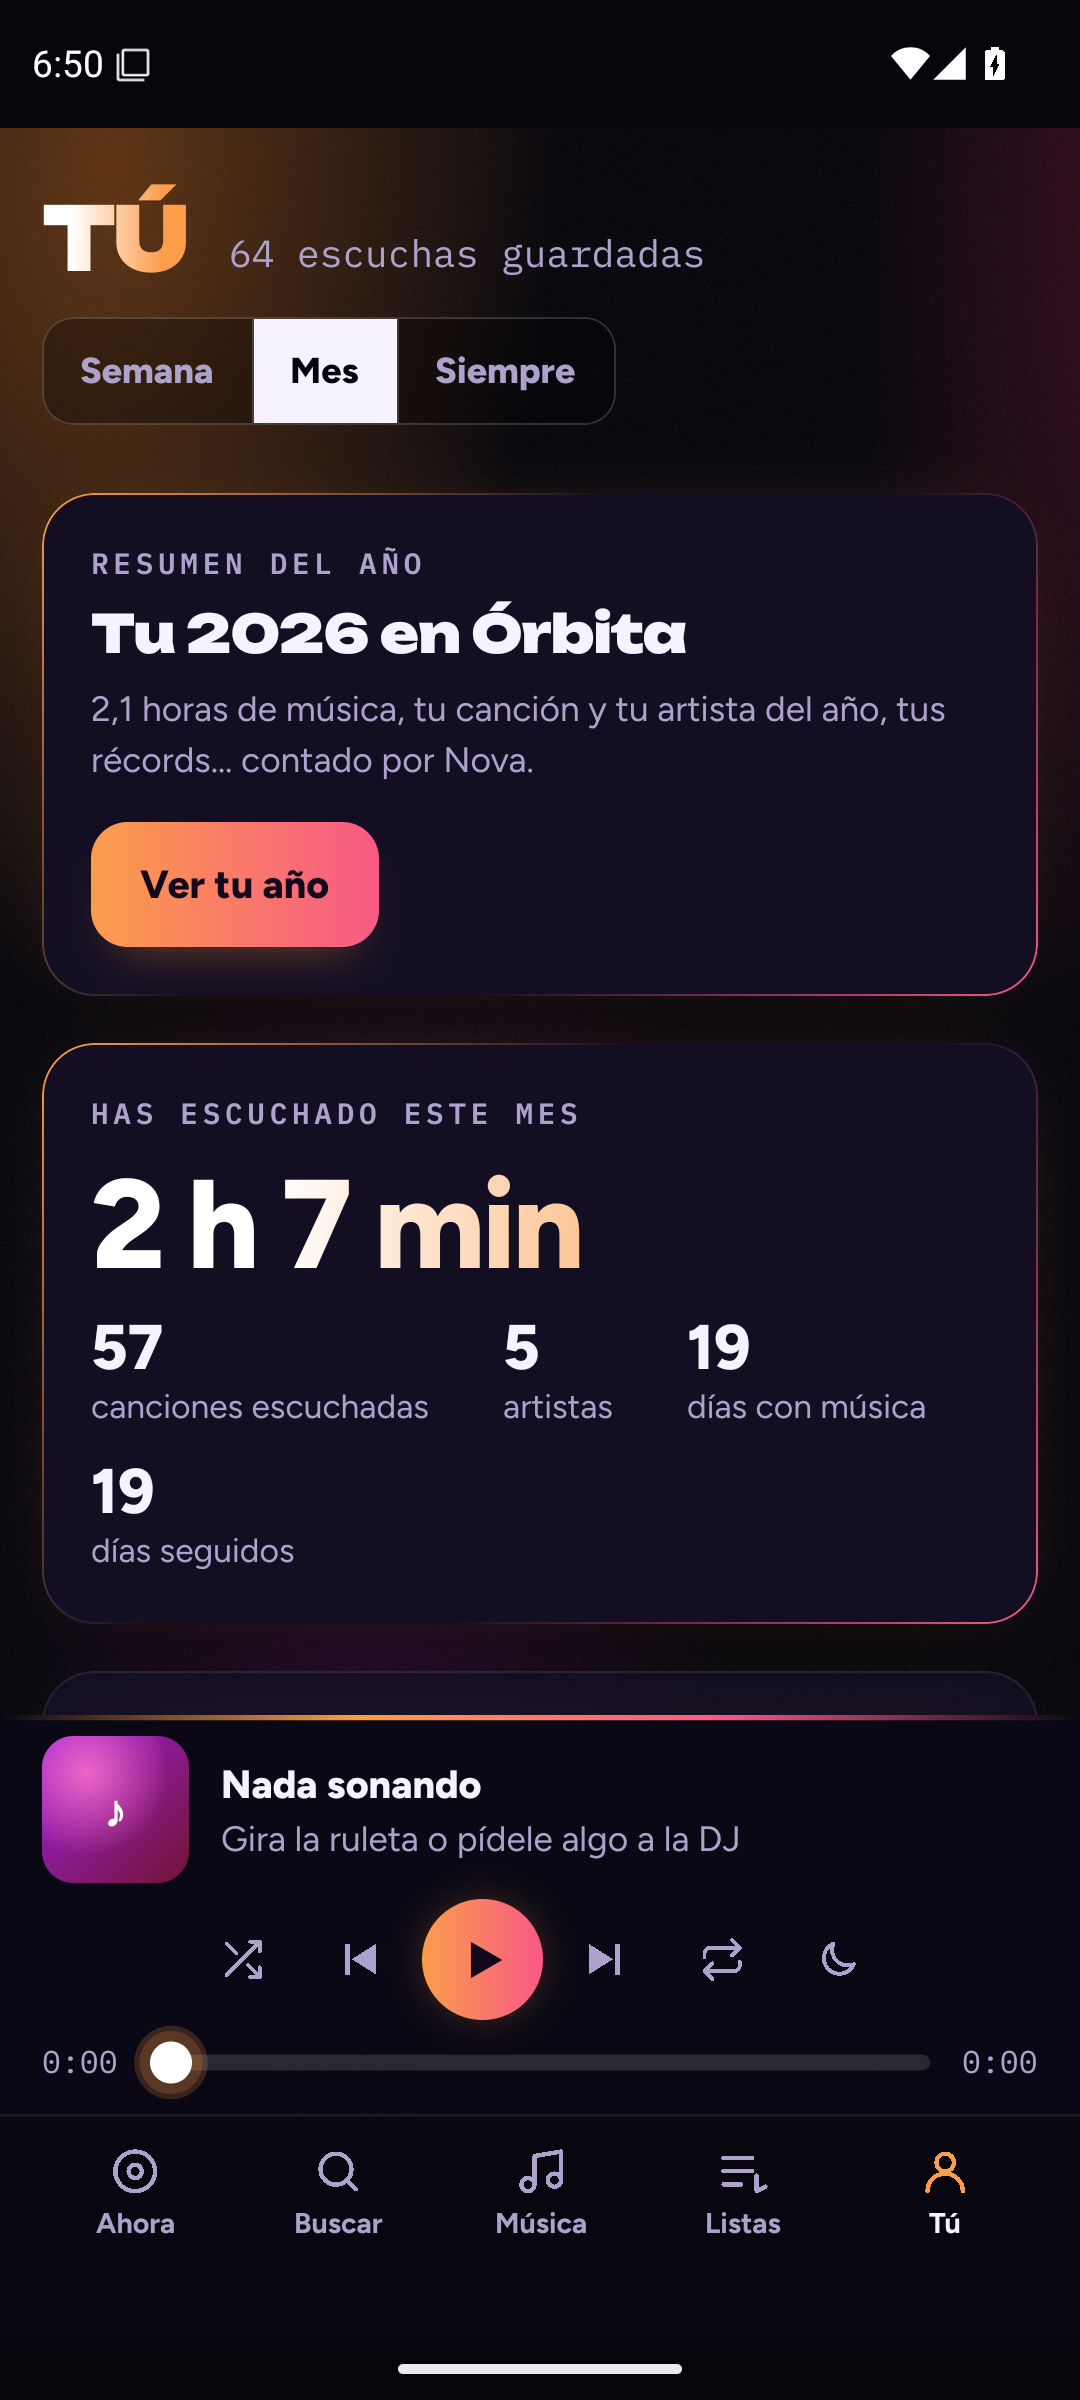 6:50
TÚ
64 escuchas guardadas
Semana
Mes
Siempre
RESUMEN DEL AÑO
Tu 2026 en Órbita
2,1 horas de música, tu canción y tu artista del año, tus
récords... contado por Nova.
Ver tu año
HAS ESCUCHADO ESTE MES
2 h 7 min
57
canciones escuchadas
5
artistas
19
días con música
19
días seguidos
Nada sonando
Gira la ruleta o pídele algo a la DJ
0:00
0:00
Ahora
Buscar
Música
Listas
Tú